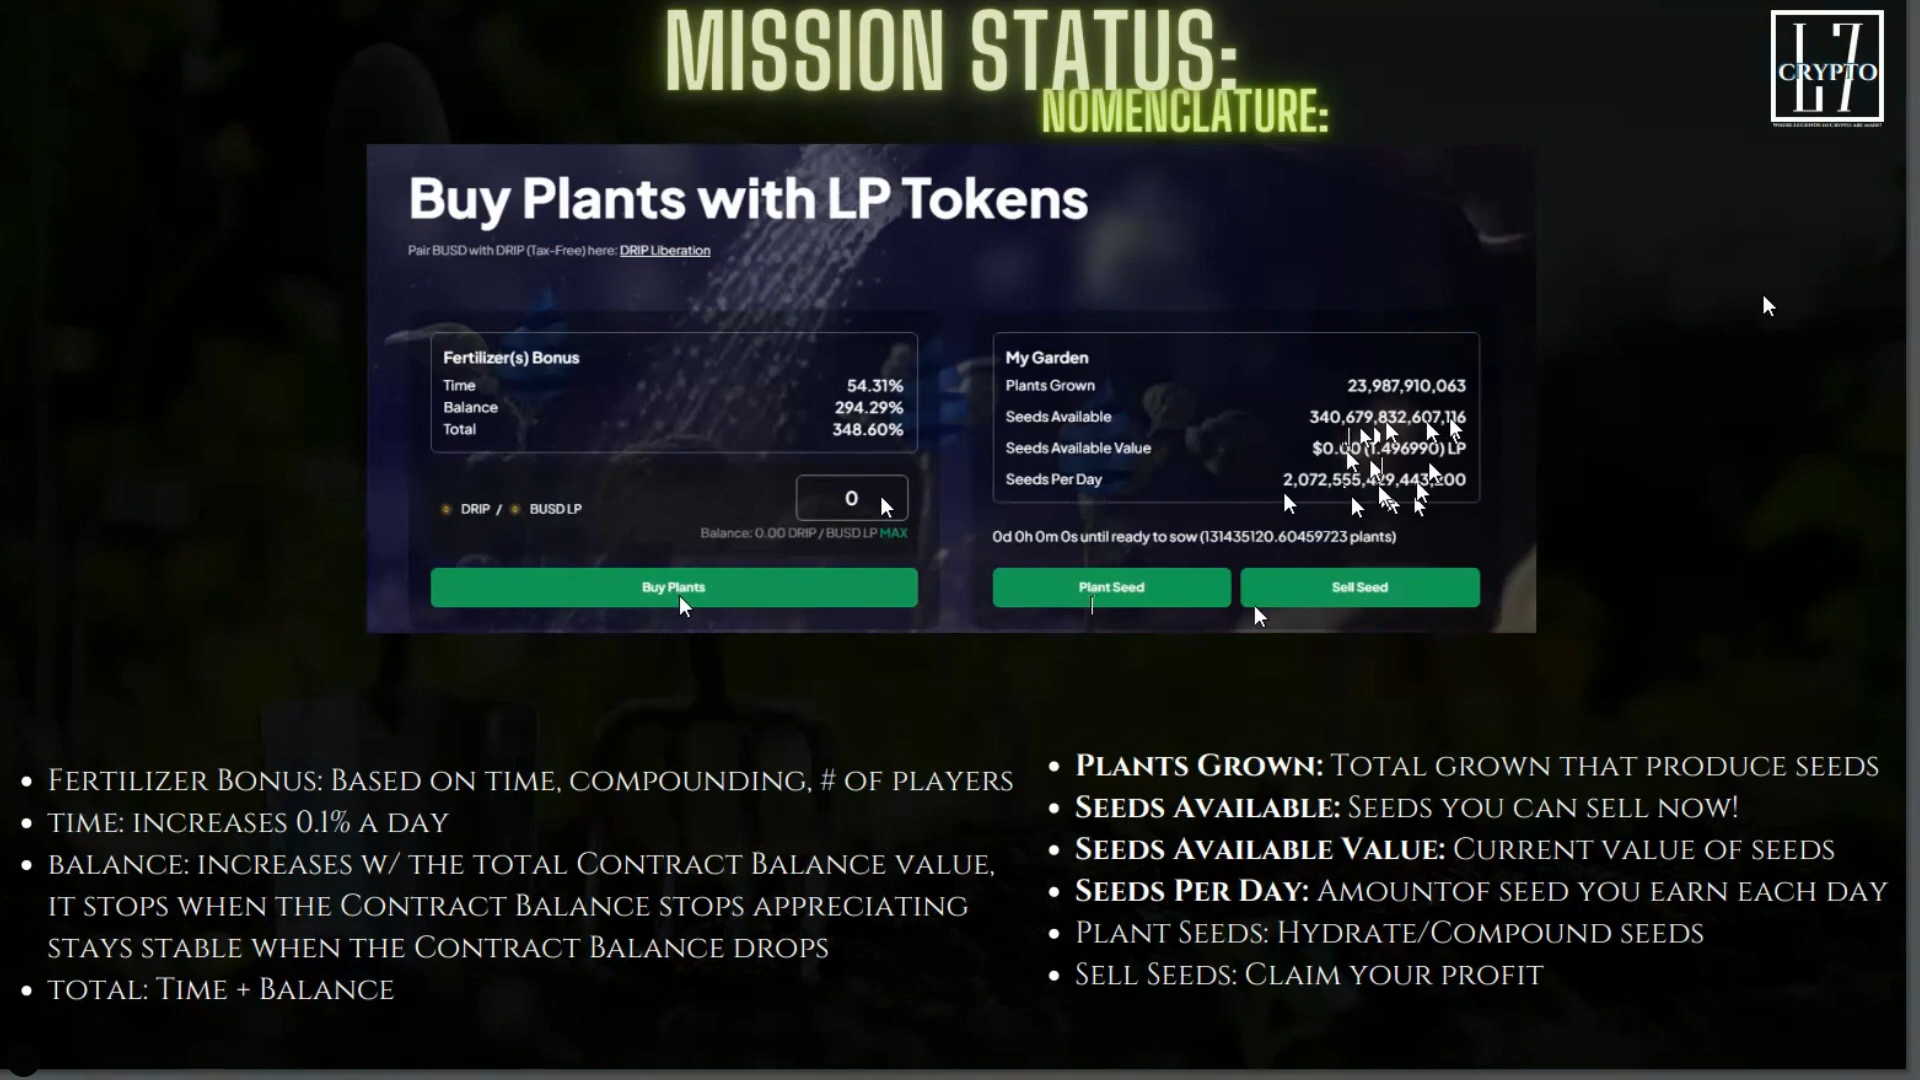 MISSION STATUS:
NOMENCLATURE:
L7
CRYPTO
Buy Plants with LP Tokens
Pair BUSD with DRIP (Tax-Free) here: DRIP Liberation
Fertilizer(s) Bonus
Time 54.31%
Balance 294.29%
Total 348.60%
DRIP / BUSD LP 0
Balance: 0.00 DRIP / BUSD LP MAX
Buy Plants
My Garden
Plants Grown 23,987,910,063
Seeds Available 340,679,832,607,116
Seeds Available Value $0.00 (1.496990) LP
Seeds Per Day
0d 0h 0m 0s until ready to sow (131435120.60459723 plants)
Plant Seed Sell Seed
• FERTILIZER BONUS: BASED ON TIME, COMPOUNDING, # OF PLAYERS
• TIME: INCREASES 0.1% A DAY
• BALANCE: INCREASES W/ THE TOTAL CONTRACT BALANCE VALUE,
IT STOPS WHEN THE CONTRACT BALANCE STOPS APPRECIATING
STAYS STABLE WHEN THE CONTRACT BALANCE DROPS
• TOTAL: TIME + BALANCE
• PLANTS GROWN: TOTAL GROWN THAT PRODUCE SEEDS
• SEEDS AVAILABLE: SEEDS YOU CAN SELL NOW!
• SEEDS AVAILABLE VALUE: CURRENT VALUE OF SEEDS
• SEEDS PER DAY: AMOUNTOF SEED YOU EARN EACH DAY
• PLANT SEEDS: HYDRATE/COMPOUND SEEDS
• SELL SEEDS: CLAIM YOUR PROFIT